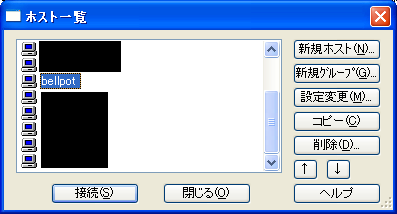 ホスト一覧
bellpot
新規ホスト(N)...
新規グループ(G)...
設定変更(M)...
コピー(C)
削除(D)...
↑ ↓
接続(S) 閉じる(O) ヘルプ